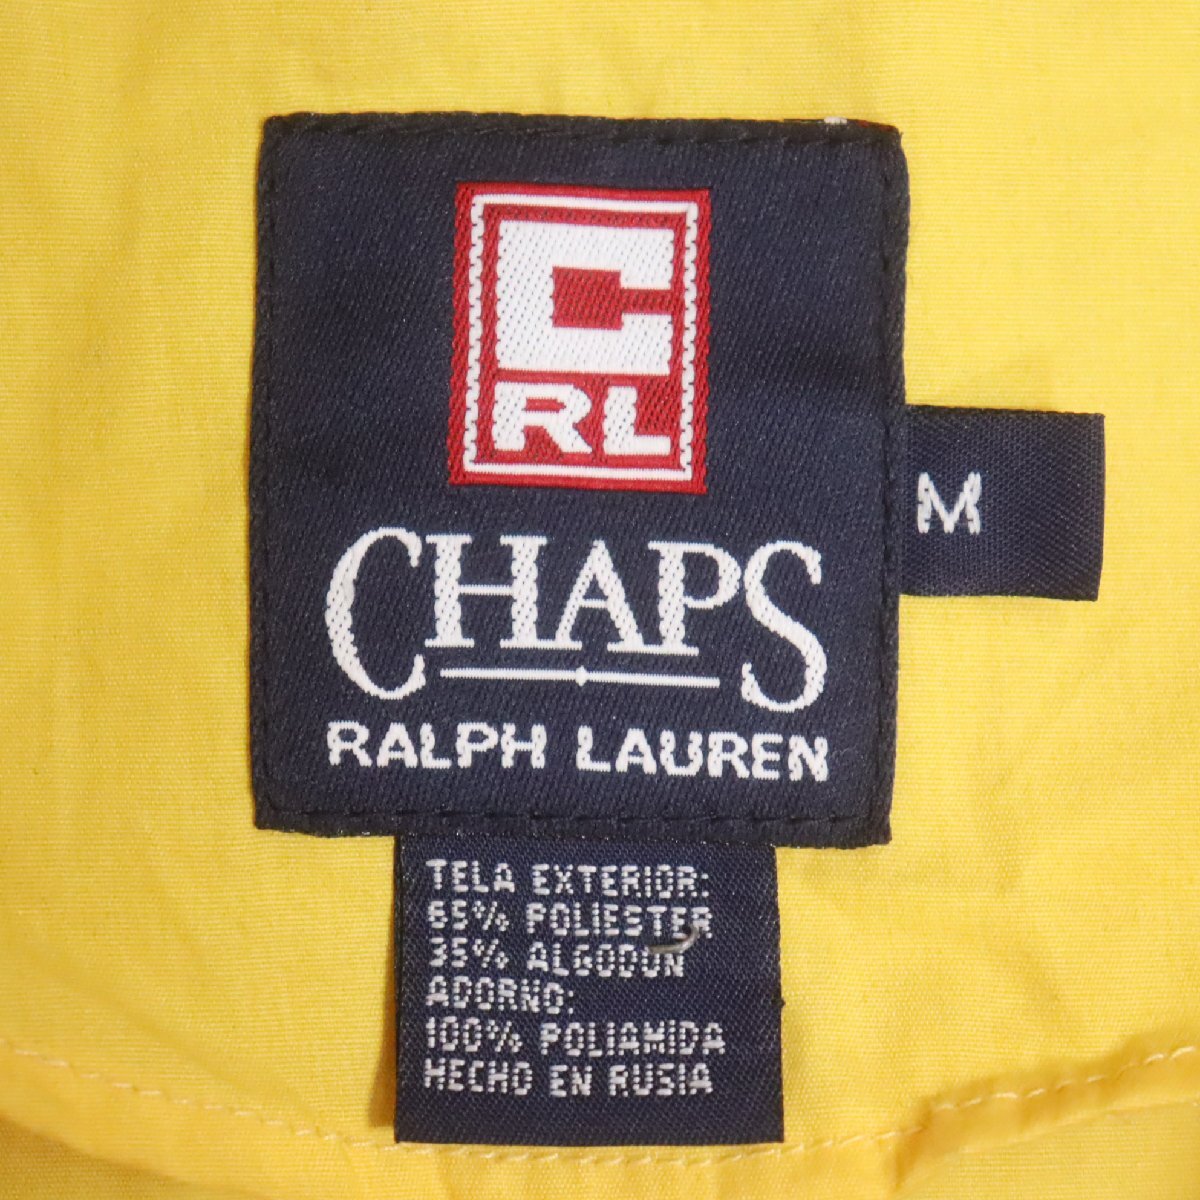 C
RL
CHAPS
RALPH LAUREN
M
TELA EXTERIOR:
65% POLIESTER
35% ALGODON
ADORNO:
100% POLIAMIDA
HECHO EN RUSIA